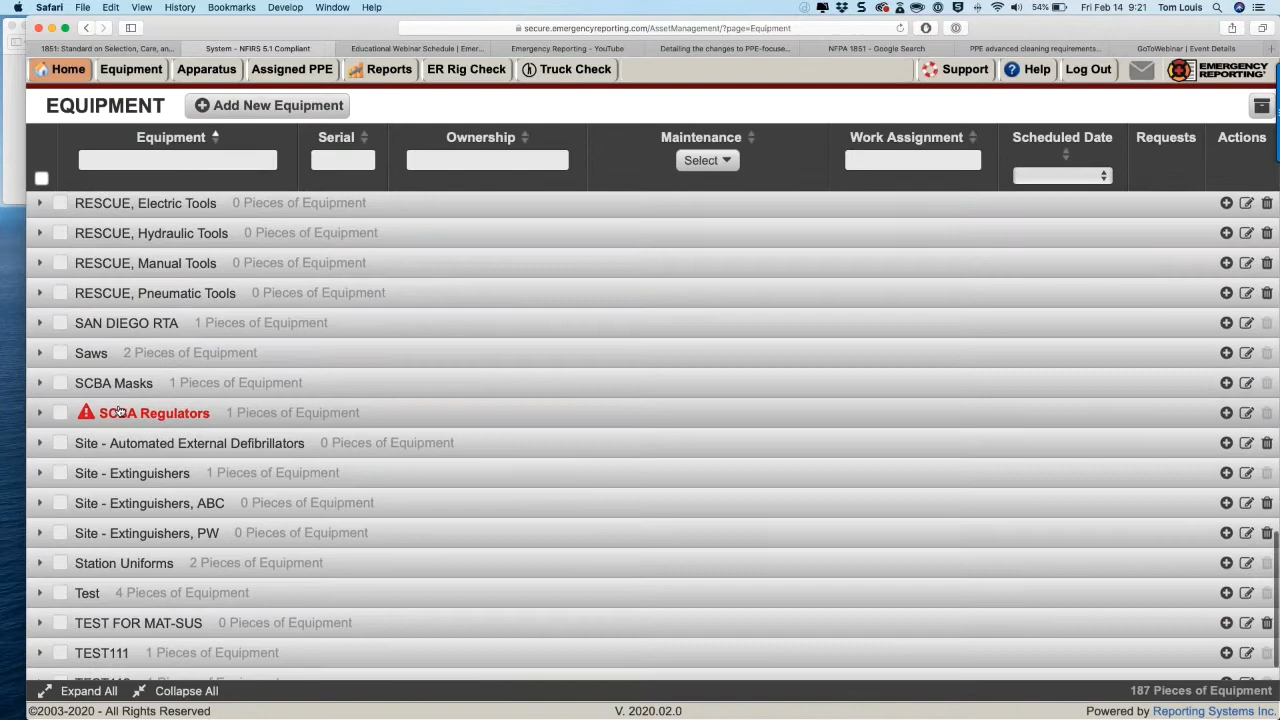 Safari File Edit View History Bookmarks Develop Window Help 54% Fri Feb 14 9:21 Tom Louis
secure.emergencyreporting.com/AssetManagement/?page=Equipment
1851: Standard on Selection, Care, an... System - NFIRS 5.1 Compliant Educational Webinar Schedule | Emer... Emergency Reporting - YouTube Detailing the changes to PPE-focuse... NFPA 1851 - Google Search PPE advanced cleaning requirements... GoToWebinar | Event Details
Home Equipment Apparatus Assigned PPE Reports ER Rig Check Truck Check Support Help Log Out EMERGENCY REPORTING
EQUIPMENT Add New Equipment
Equipment Serial Ownership Maintenance Work Assignment Scheduled Date Requests Actions
Select
RESCUE, Electric Tools 0 Pieces of Equipment
RESCUE, Hydraulic Tools 0 Pieces of Equipment
RESCUE, Manual Tools 0 Pieces of Equipment
RESCUE, Pneumatic Tools 0 Pieces of Equipment
SAN DIEGO RTA 1 Pieces of Equipment
Saws 2 Pieces of Equipment
SCBA Masks 1 Pieces of Equipment
SCBA Regulators 1 Pieces of Equipment
Site - Automated External Defibrillators 0 Pieces of Equipment
Site - Extinguishers 1 Pieces of Equipment
Site - Extinguishers, ABC 0 Pieces of Equipment
Site - Extinguishers, PW 0 Pieces of Equipment
Station Uniforms 2 Pieces of Equipment
Test 4 Pieces of Equipment
TEST FOR MAT-SUS 0 Pieces of Equipment
TEST111 1 Pieces of Equipment
Expand All Collapse All 187 Pieces of Equipment
©2003-2020 - All Rights Reserved V. 2020.02.0 Powered by Reporting Systems Inc.